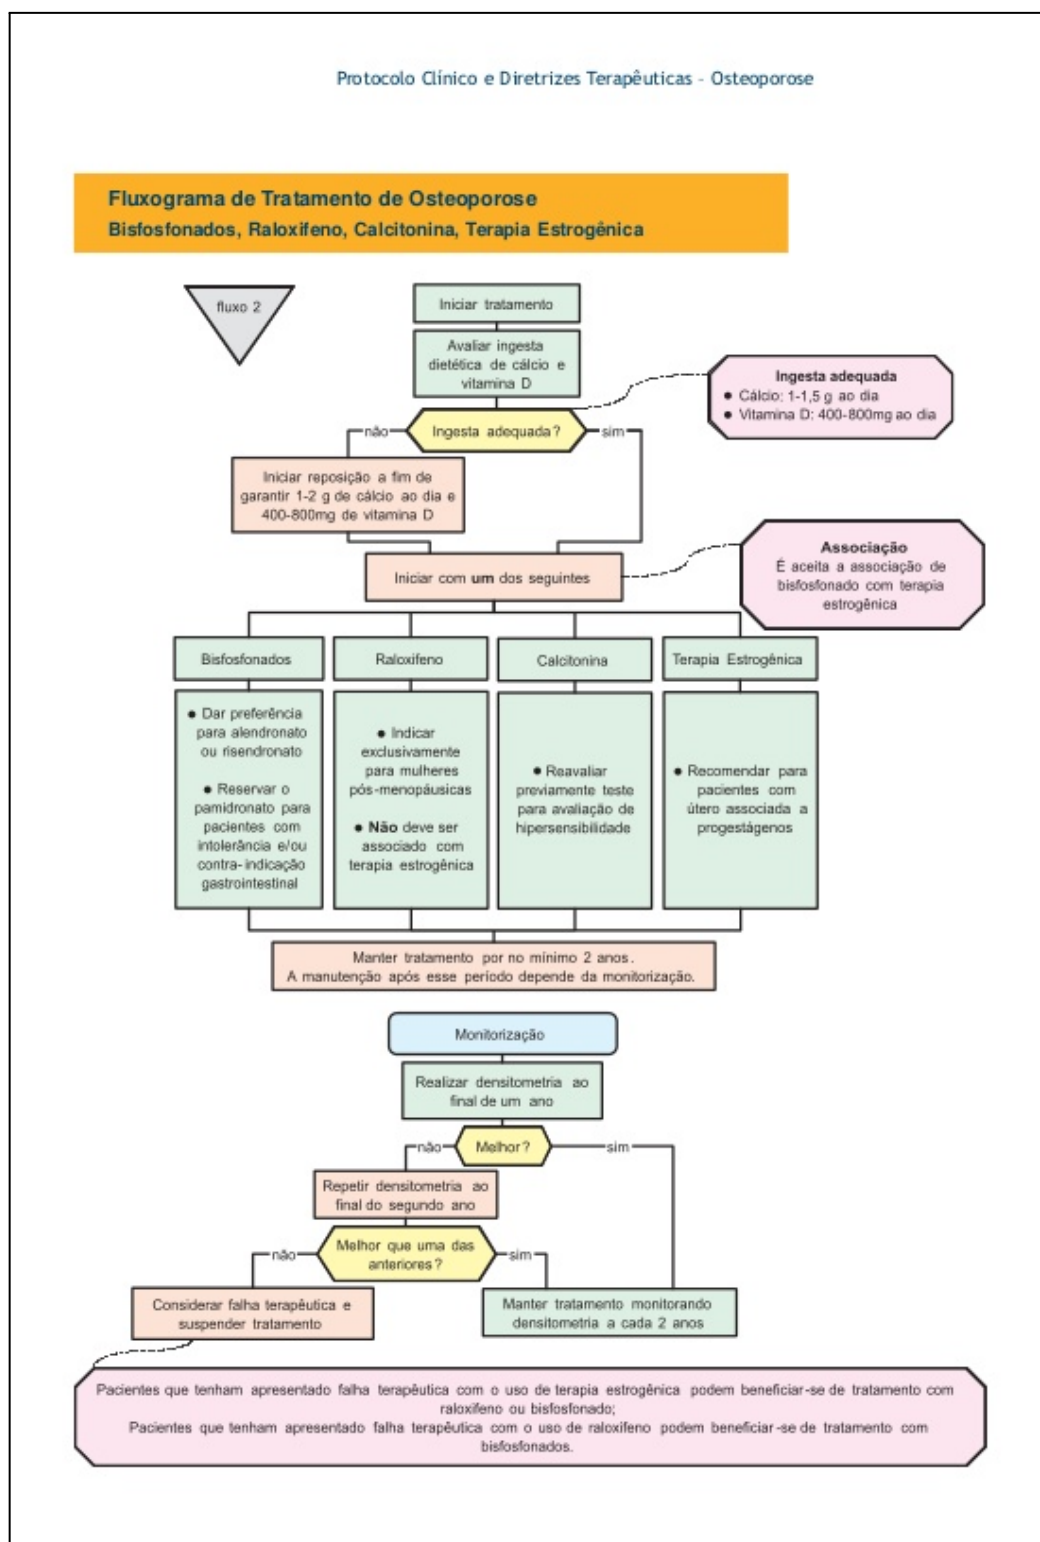 Protocolo Clínico e Diretrizes Terapêuticas - Osteoporose
Fluxograma de Tratamento de Osteoporose
Bisfosfonados, Raloxifeno, Calcitonina, Terapia Estrogênica
fluxo 2
Iniciar tratamento
Avaliar ingesta
dietética de cálcio e
vitamina D
Ingesta adequada
● Cálcio: 1-1,5 g ao dia
● Vitamina D: 400-800mg ao dia
não
Ingesta adequada?
sim
Iniciar reposição a fim de
garantir 1-2 g de cálcio ao dia e
400-800mg de vitamina D
Associação
É aceita a associação de
bisfosfonado com terapia
estrogênica
Iniciar com um dos seguintes
Bisfosfonados
● Dar preferência
para alendronato
ou risendronato
● Reservar o
pamidronato para
pacientes com
intolerância e/ou
contra-indicação
gastrointestinal
Raloxifeno
● Indicar
exclusivamente
para mulheres
pós-menopáusicas
● Não deve ser
associado com
terapia estrogênica
Calcitonina
● Reavaliar
previamente teste
para avaliação de
hipersensibilidade
Terapia Estrogênica
● Recomendar para
pacientes com
útero associada a
progestágenos
Manter tratamento por no mínimo 2 anos.
A manutenção após esse período depende da monitorização.
Monitorização
Realizar densitometria ao
final de um ano
não
Melhor?
sim
Repetir densitometria ao
final do segundo ano
não
Melhor que uma das
anteriores?
sim
Considerar falha terapêutica e
suspender tratamento
Manter tratamento monitorando
densitometria a cada 2 anos
Pacientes que tenham apresentado falha terapêutica com o uso de terapia estrogênica podem beneficiar-se de tratamento com
raloxifeno ou bisfosfonado;
Pacientes que tenham apresentado falha terapêutica com o uso de raloxifeno podem beneficiar-se de tratamento com
bisfosfonados.